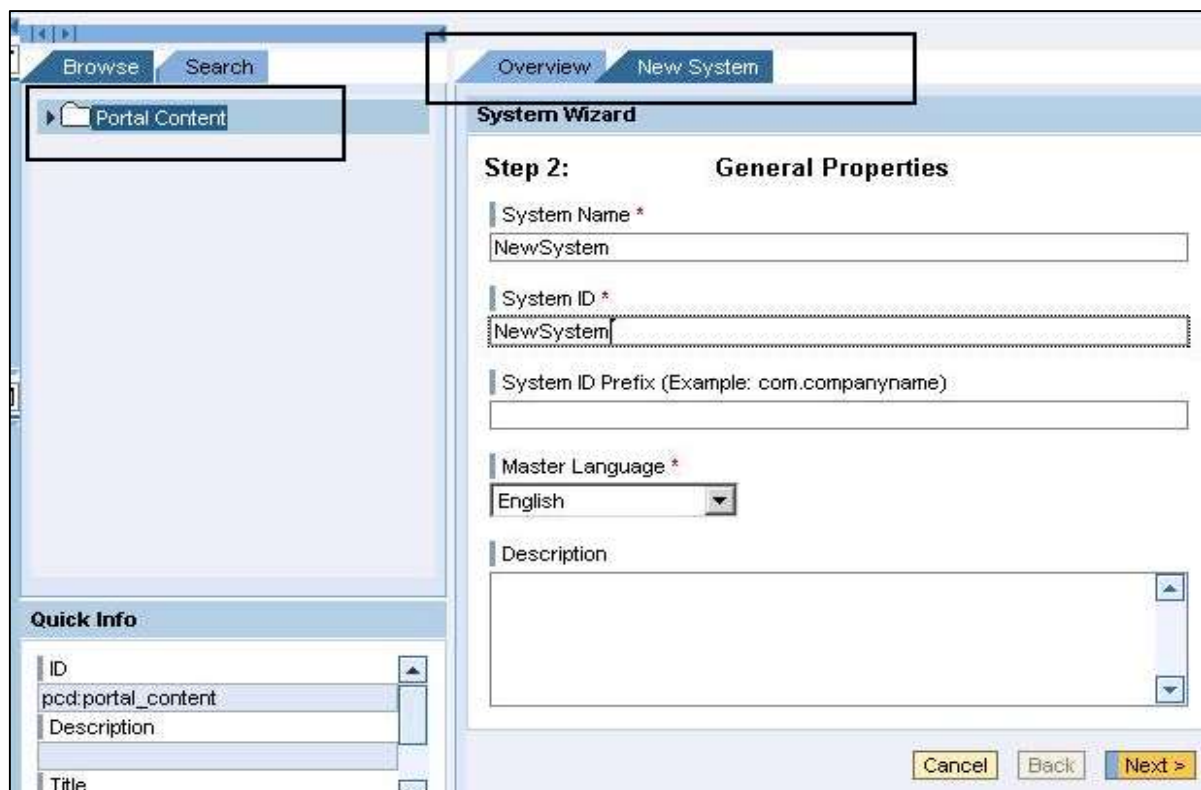 Browse Search
Portal Content
Quick Info
ID
pcd:portal_content
Description
Title
Overview New System
System Wizard
Step 2: General Properties
System Name *
NewSystem
System ID *
NewSystem
System ID Prefix (Example: com.companyname)
Master Language *
English
Description
Cancel Back Next >